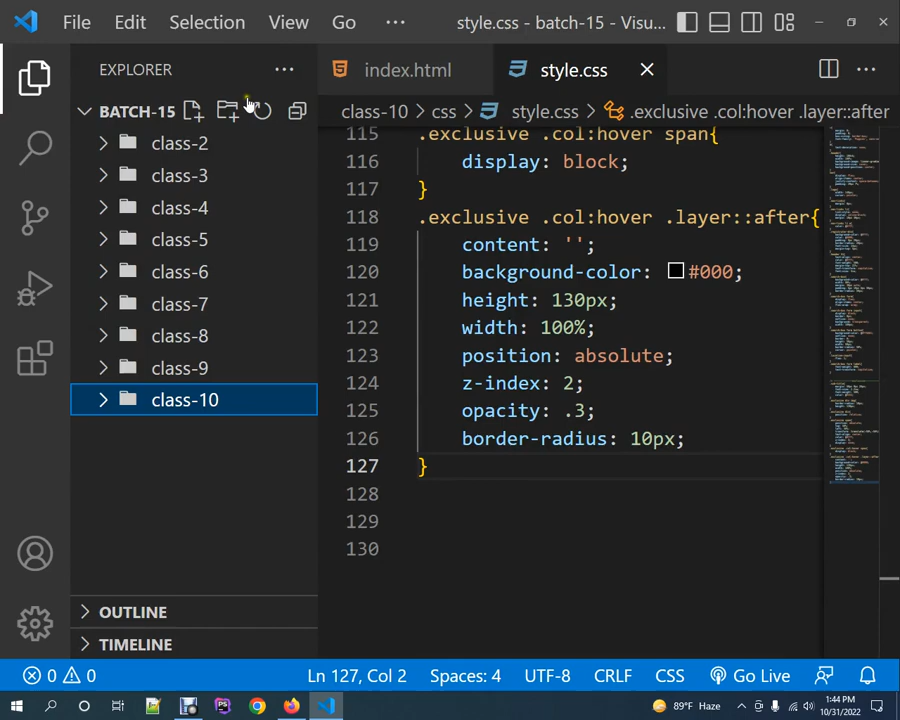 File Edit Selection View Go ··· style.css - batch-15 - Visu...
EXPLORER ···
index.html style.css ···
BATCH-15
class-10 > css > style.css > .exclusive .col:hover .layer::after
class-2
class-3
class-4
class-5
class-6
class-7
class-8
class-9
class-10
115 .exclusive .col:hover span{
116 display: block;
117 }
118 .exclusive .col:hover .layer::after{
119 content: '';
120 background-color: #000;
121 height: 130px;
122 width: 100%;
123 position: absolute;
124 z-index: 2;
125 opacity: .3;
126 border-radius: 10px;
127 }
128
129
130
OUTLINE
TIMELINE
0 0 Ln 127, Col 2 Spaces: 4 UTF-8 CRLF CSS Go Live
PS 89°F Haze 1:44 PM
10/31/2022